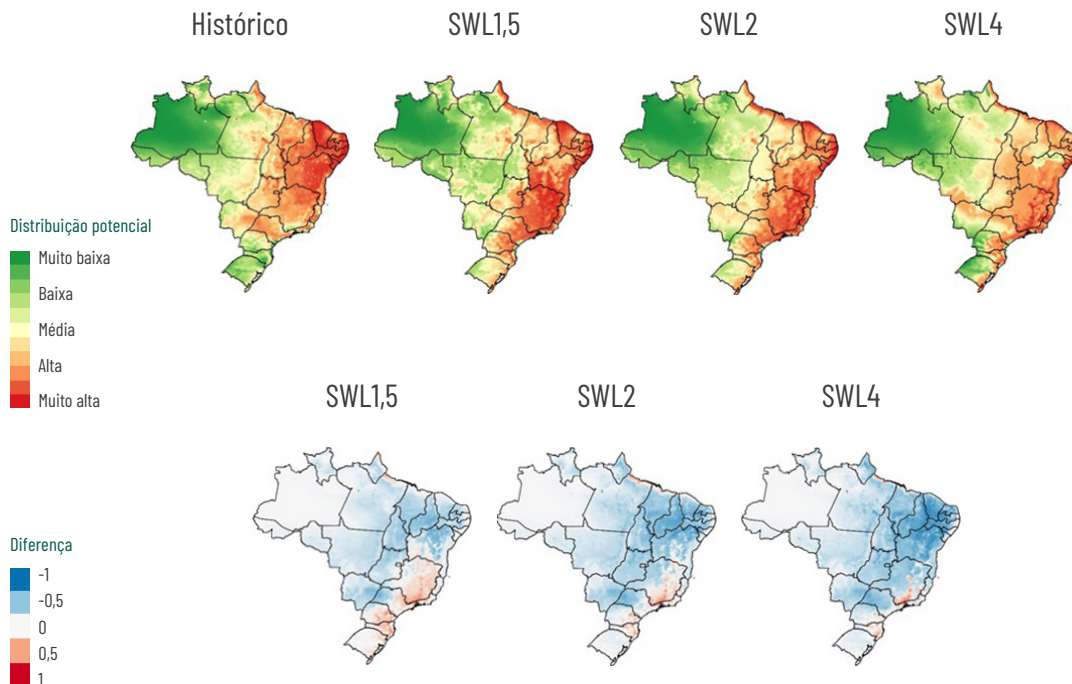 Histórico
SWL1,5
SWL2
SWL4
Distribuição potencial
Muito baixa
Baixa
Média
Alta
Muito alta
SWL1,5
SWL2
SWL4
Diferença
-1
-0,5
0
0,5
1